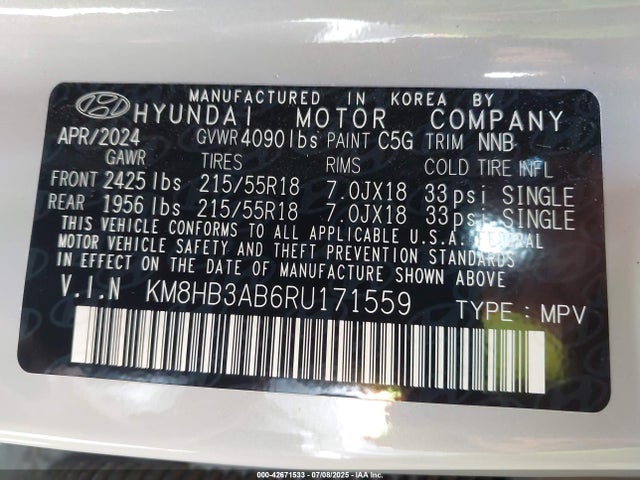 MANUFACTURED IN KOREA BY
HYUNDAI MOTOR COMPANY
APR/2024 GVWR 4090lbs PAINT C5G TRIM NNB
GAWR TIRES RIMS COLD TIRE INFL
FRONT 2425 lbs 215/55R18 7.0JX18 33 psi SINGLE
REAR 1956 lbs 215/55R18 7.0JX18 33 psi SINGLE
THIS VEHICLE CONFORMS TO ALL APPLICABLE U.S.A. FEDERAL
MOTOR VEHICLE SAFETY AND THEFT PREVENTION STANDARDS
IN EFFECT ON THE DATE OF MANUFACTURE SHOWN ABOVE
V.I.N KM8HB3AB6RU171559 TYPE : MPV
000-42671533 - 07/08/2025 - IAA Inc.